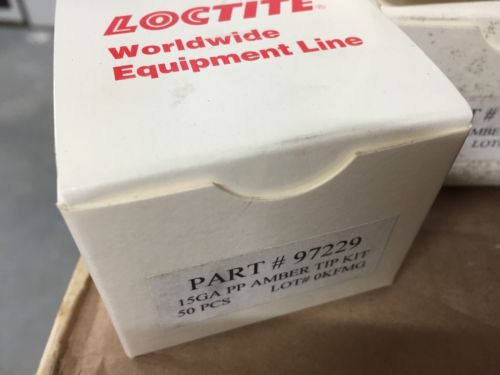 LOCTITE®
Worldwide
Equipment Line
PART # 97229
15GA PP AMBER TIP KIT
50 PCS LOT# 0KFMG